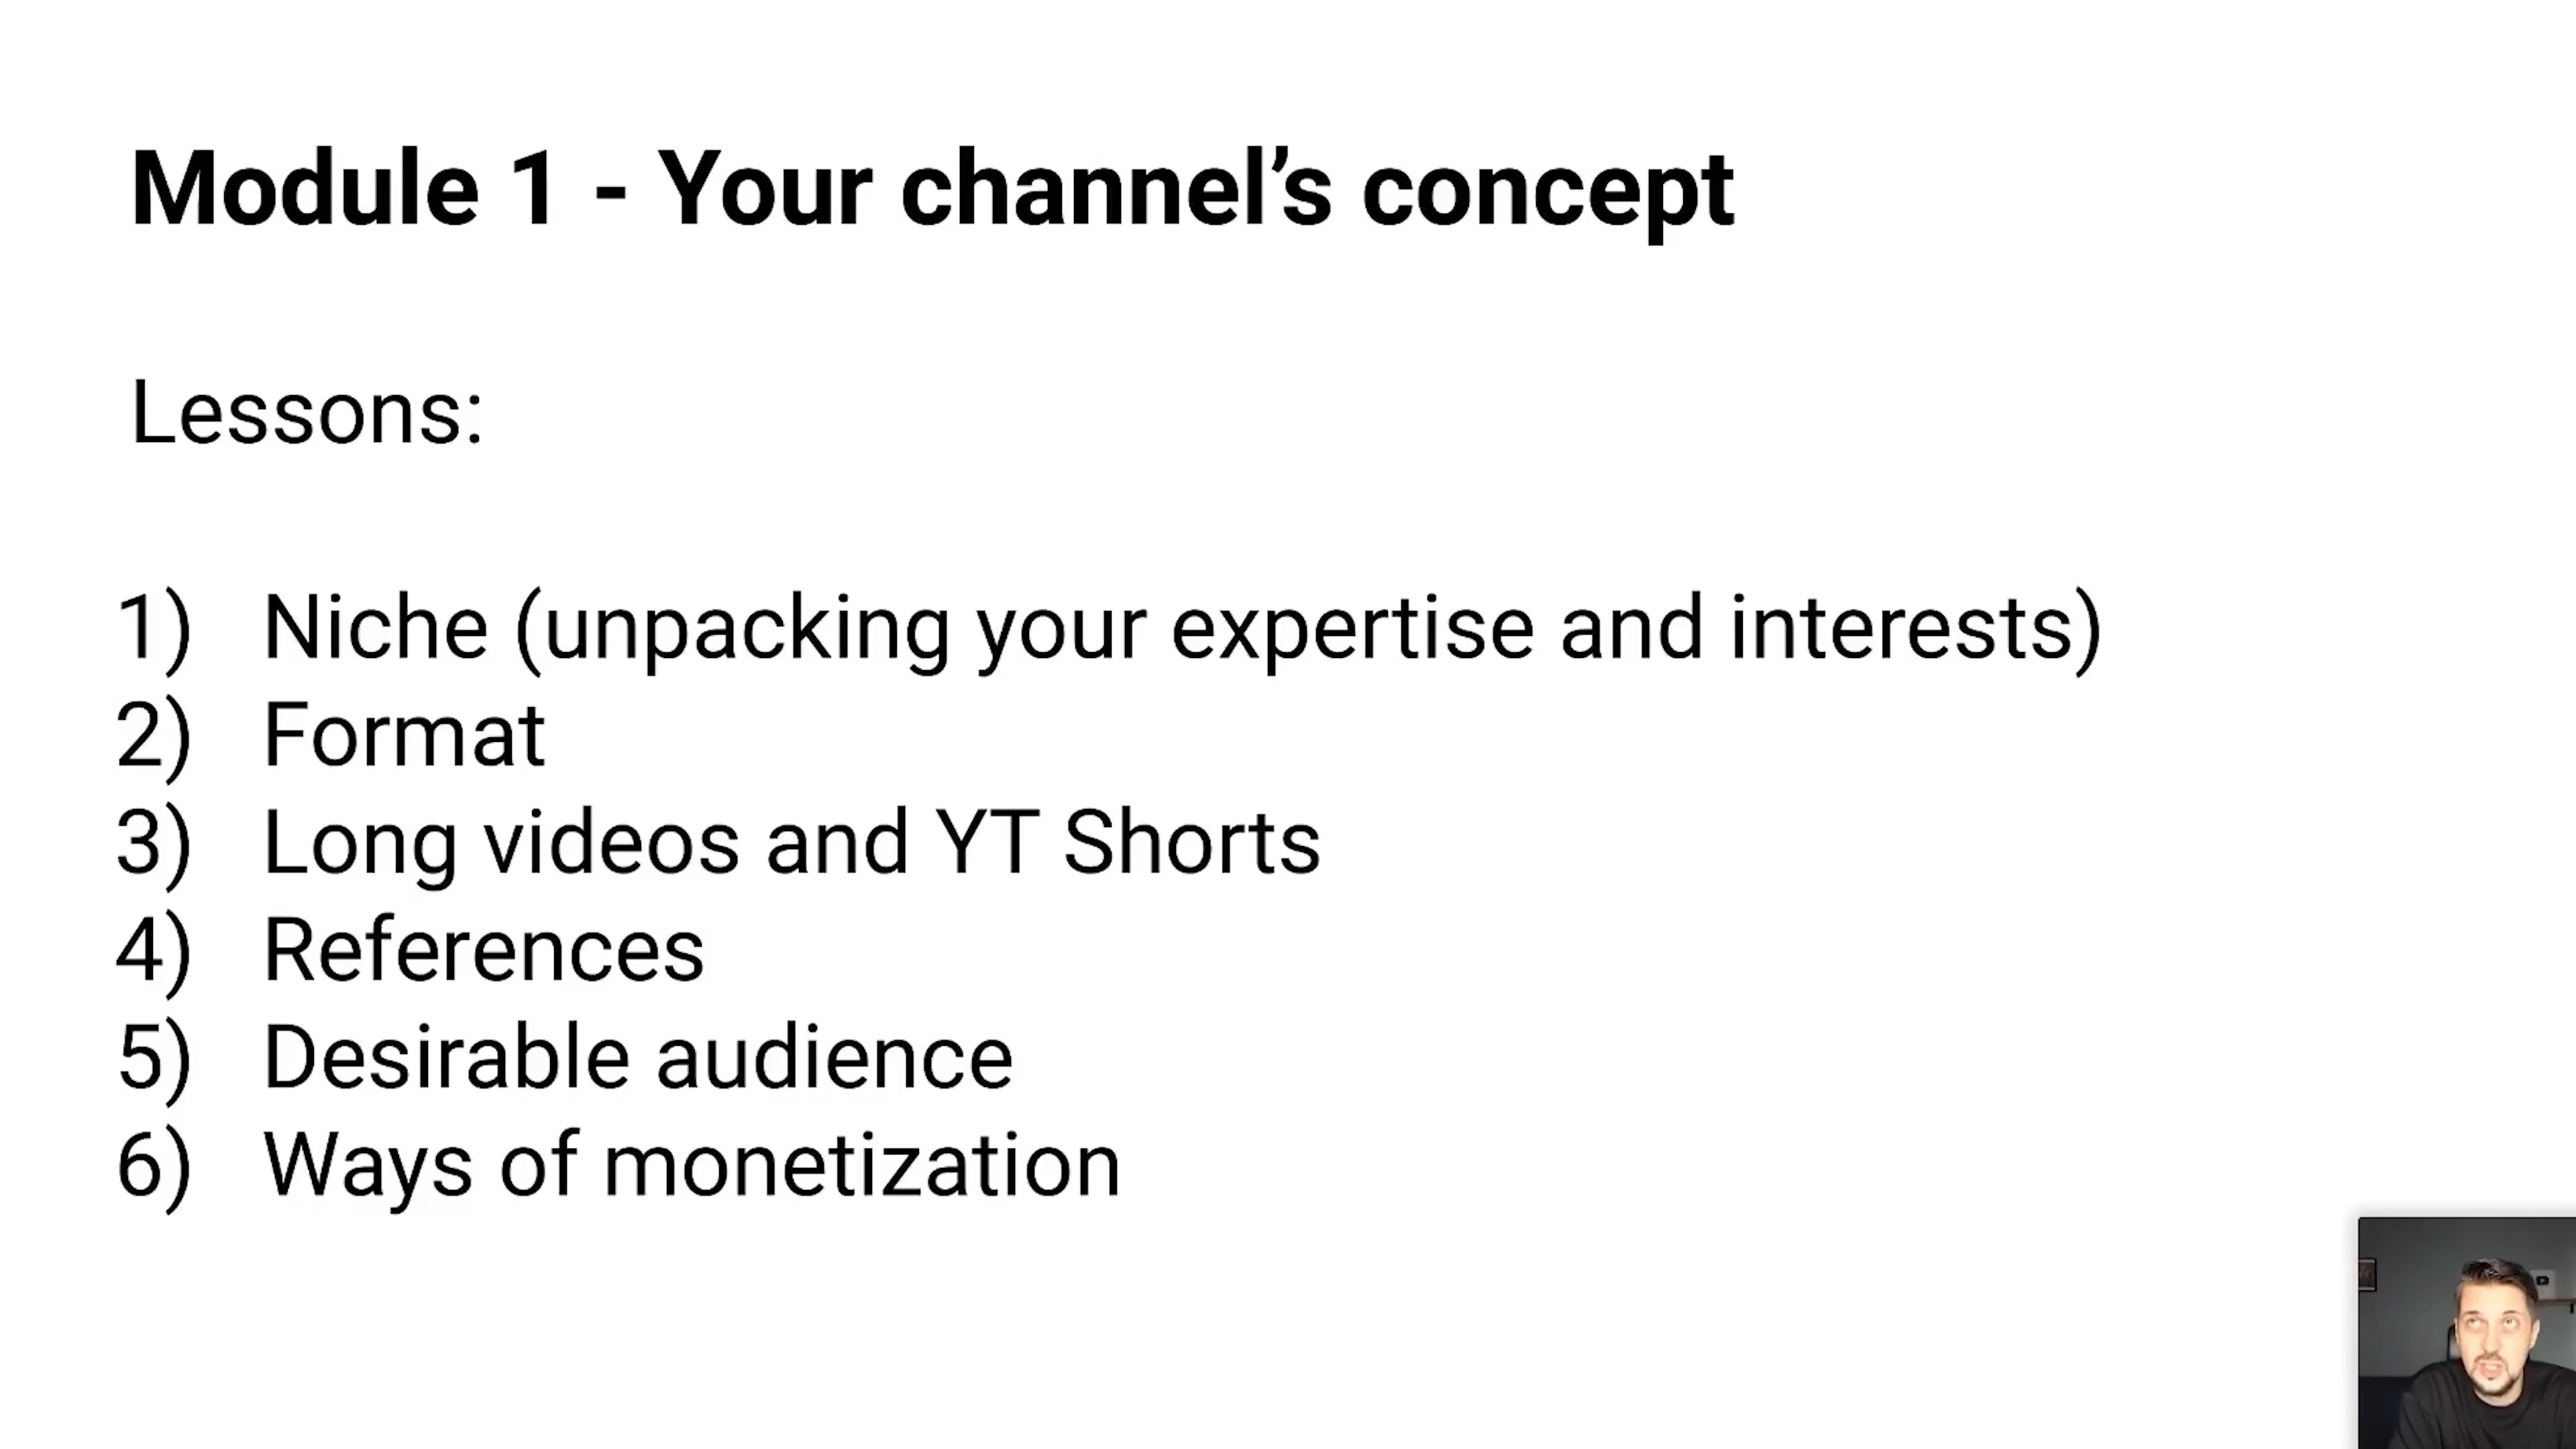 Module 1 - Your channel’s concept
Lessons:
1) Niche (unpacking your expertise and interests)
2) Format
3) Long videos and YT Shorts
4) References
5) Desirable audience
6) Ways of monetization